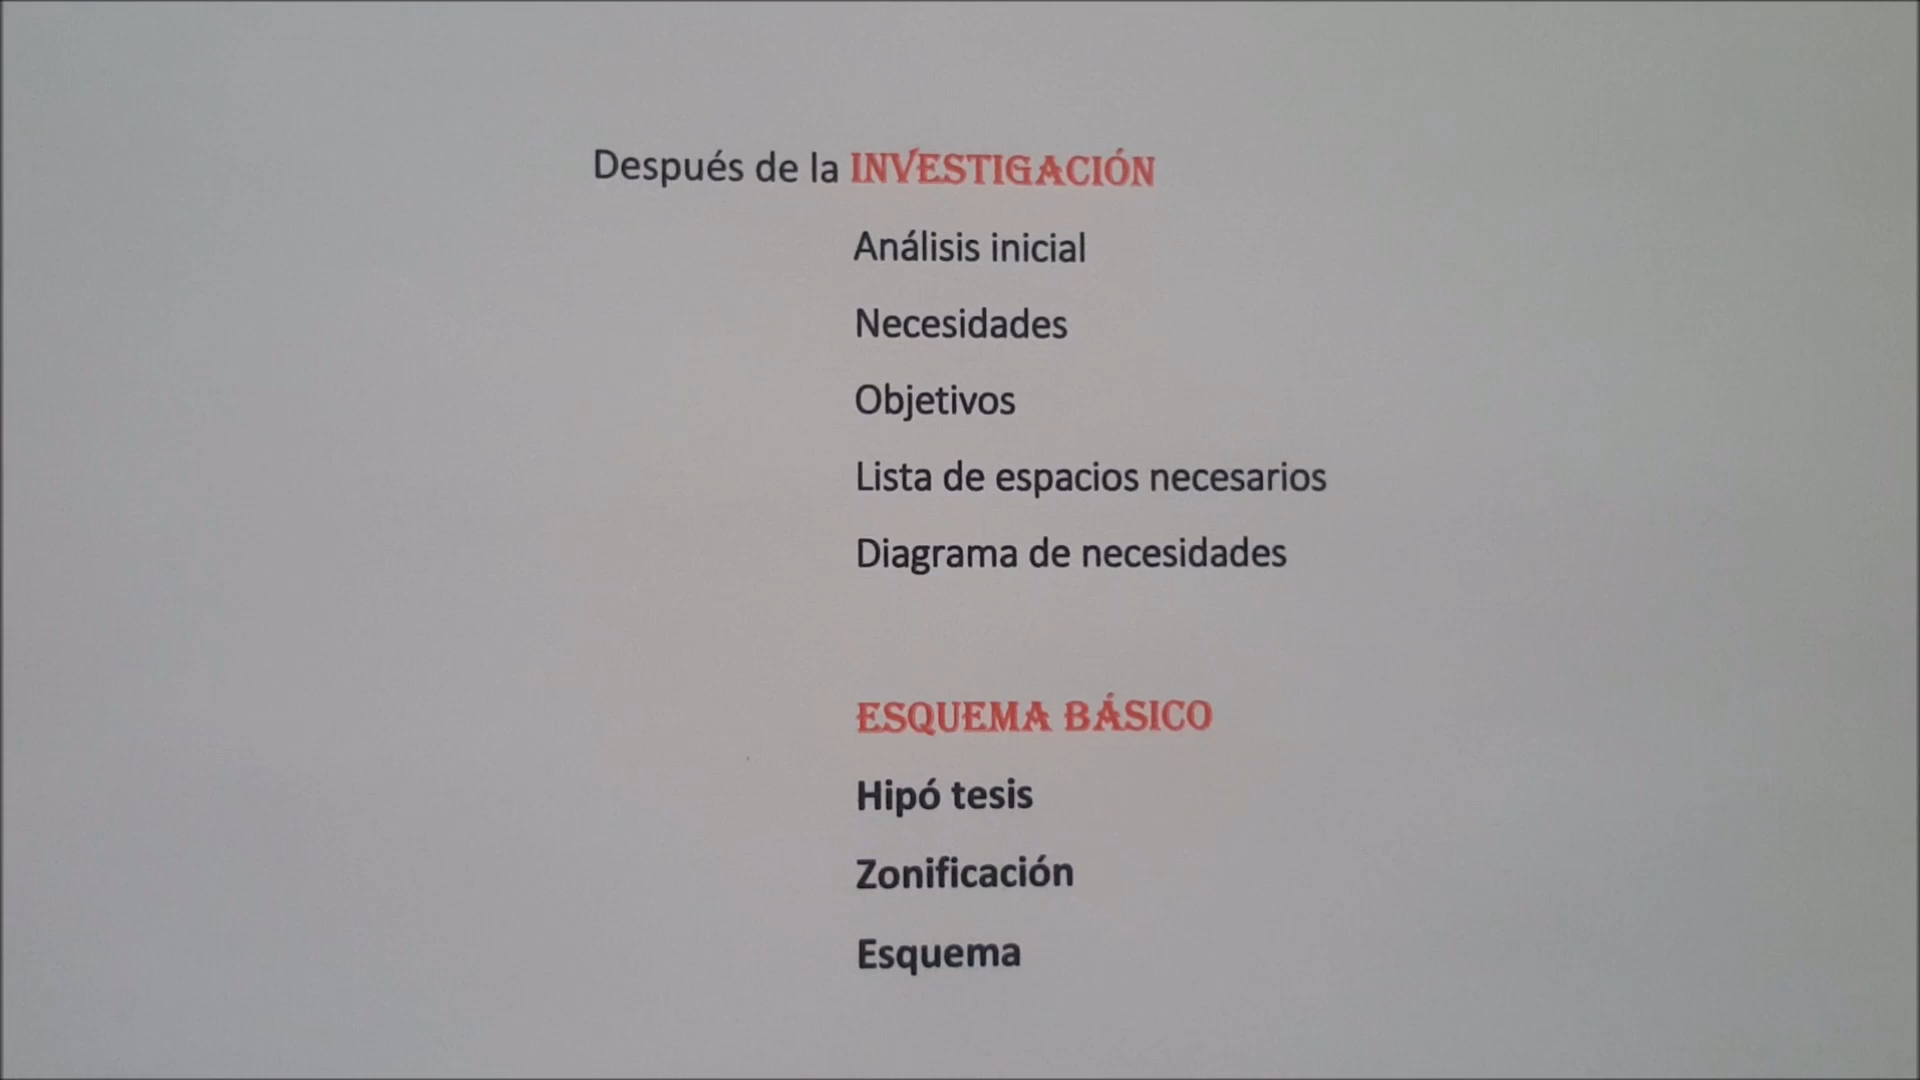 Después de la INVESTIGACIÓN
Análisis inicial
Necesidades
Objetivos
Lista de espacios necesarios
Diagrama de necesidades
ESQUEMA BÁSICO
Hipó tesis
Zonificación
Esquema